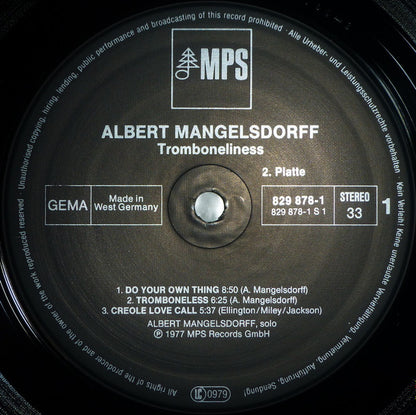 Unauthorised copying, hiring, lending, public performance and broadcasting of this record prohibited · Alle Urheber- und Leistungsschutzrechte vorbehalten · Kein Verleih! Keine unerlaubte Vervielfältigung, Vermietung, Aufführung, Sendung!
All rights of the producer and of the owner of the work reproduced reserved
MPS
ALBERT MANGELSDORFF
Tromboneliness
2. Platte
GEMA
Made in
West Germany
829 878-1
829 878-1 S 1
STEREO
33
1
1. DO YOUR OWN THING 8:50 (A. Mangelsdorff)
2. TROMBONELESS 6:25 (A. Mangelsdorff)
3. CREOLE LOVE CALL 5:37 (Ellington/Miley/Jackson)
ALBERT MANGELSDORFF, solo
℗ 1977 MPS Records GmbH
LC 0979